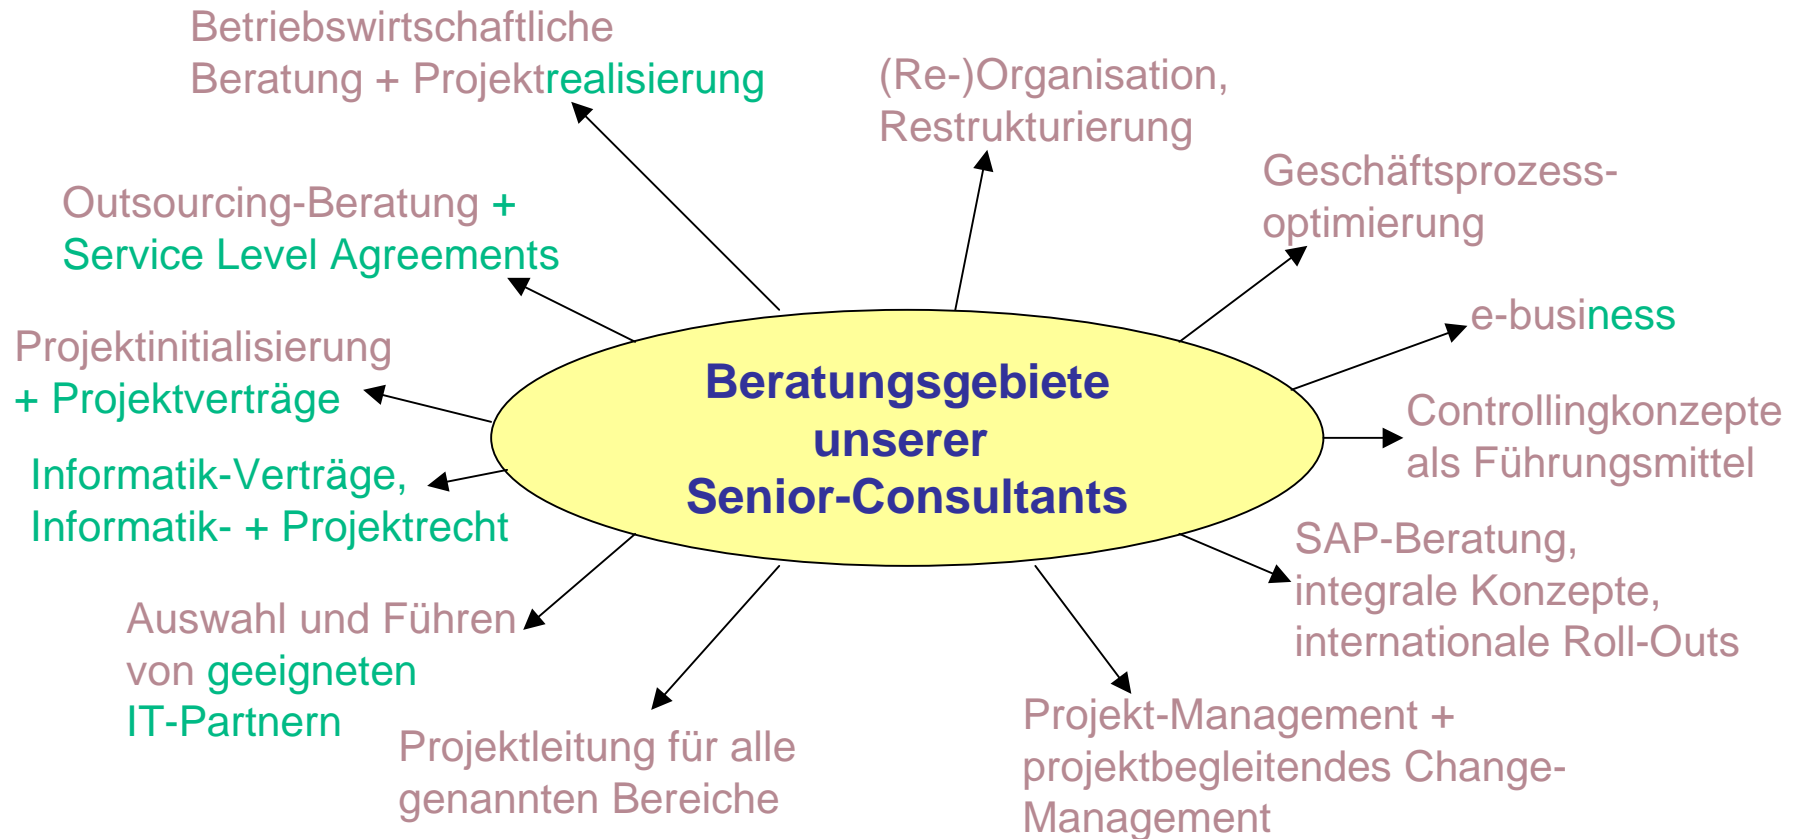 Betriebswirtschaftliche
Beratung + Projektrealisierung
(Re-)Organisation,
Restrukturierung
Geschäftsprozess-
optimierung
Outsourcing-Beratung +
Service Level Agreements
e-business
Projektinitialisierung
+ Projektverträge
Beratungsgebiete
unserer
Senior-Consultants
Controllingkonzepte
als Führungsmittel
Informatik-Verträge,
Informatik- + Projektrecht
SAP-Beratung,
integrale Konzepte,
internationale Roll-Outs
Auswahl und Führen
von geeigneten
IT-Partnern
Projektleitung für alle
genannten Bereiche
Projekt-Management +
projektbegleitendes Change-
Management